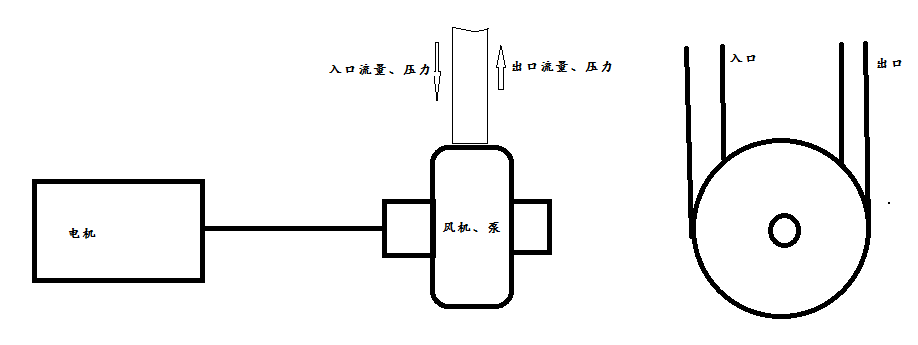 入口流量、压力
出口流量、压力
入口
出口
电机
风机、泵